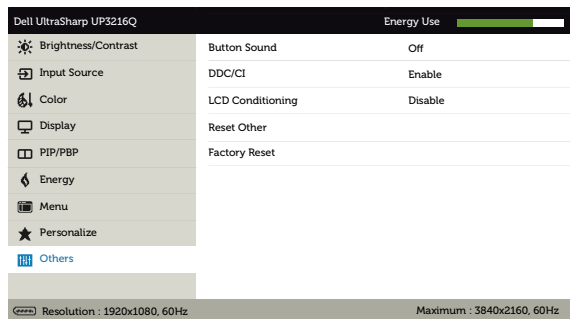 Dell UltraSharp UP3216Q Energy Use
Brightness/Contrast Button Sound Off
Input Source DDC/CI Enable
Color LCD Conditioning Disable
Display Reset Other
PIP/PBP Factory Reset
Energy
Menu
Personalize
Others
Resolution : 1920x1080, 60Hz Maximum : 3840x2160, 60Hz